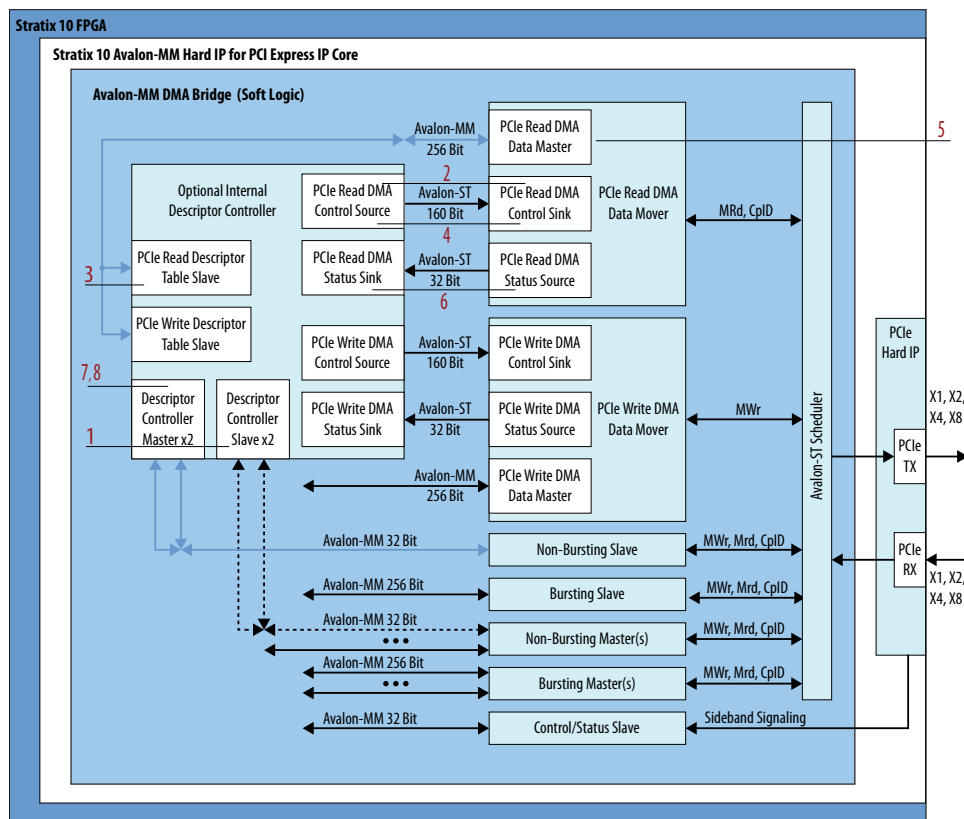 Stratix 10 FPGA
Stratix 10 Avalon-MM Hard IP for PCI Express IP Core
Avalon-MM DMA Bridge (Soft Logic)
Avalon-MM
256 Bit
PCIe Read DMA
Data Master
5
2
Optional Internal
Descriptor Controller
PCIe Read DMA
Control Source
Avalon-ST
160 Bit
PCIe Read DMA
Control Sink
PCIe Read DMA
Data Mover
MRd, CpID
4
PCIe Read Descriptor
Table Slave
3
PCIe Read DMA
Status Sink
Avalon-ST
32 Bit
PCIe Read DMA
Status Source
6
PCIe Write Descriptor
Table Slave
PCIe Write DMA
Control Source
Avalon-ST
160 Bit
PCIe Write DMA
Control Sink
PCIe
Hard IP
7,8
Descriptor
Controller
Master x2
Descriptor
Controller
Slave x2
1
PCIe Write DMA
Status Sink
Avalon-ST
32 Bit
PCIe Write DMA
Status Source
PCIe Write DMA
Data Mover
MWr
Avalon-ST Scheduler
X1, X2,
X4, X8
PCIe
TX
Avalon-MM
256 Bit
PCIe Write DMA
Data Master
Avalon-MM 32 Bit
Non-Bursting Slave
MWr, Mrd, CpID
PCIe
RX
X1, X2,
X4, X8
Avalon-MM 256 Bit
Bursting Slave
MWr, Mrd, CpID
Avalon-MM 32 Bit
•••
Non-Bursting Master(s)
MWr, Mrd, CpID
Avalon-MM 256 Bit
•••
Bursting Master(s)
MWr, Mrd, CpID
Avalon-MM 32 Bit
Control/Status Slave
Sideband Signaling